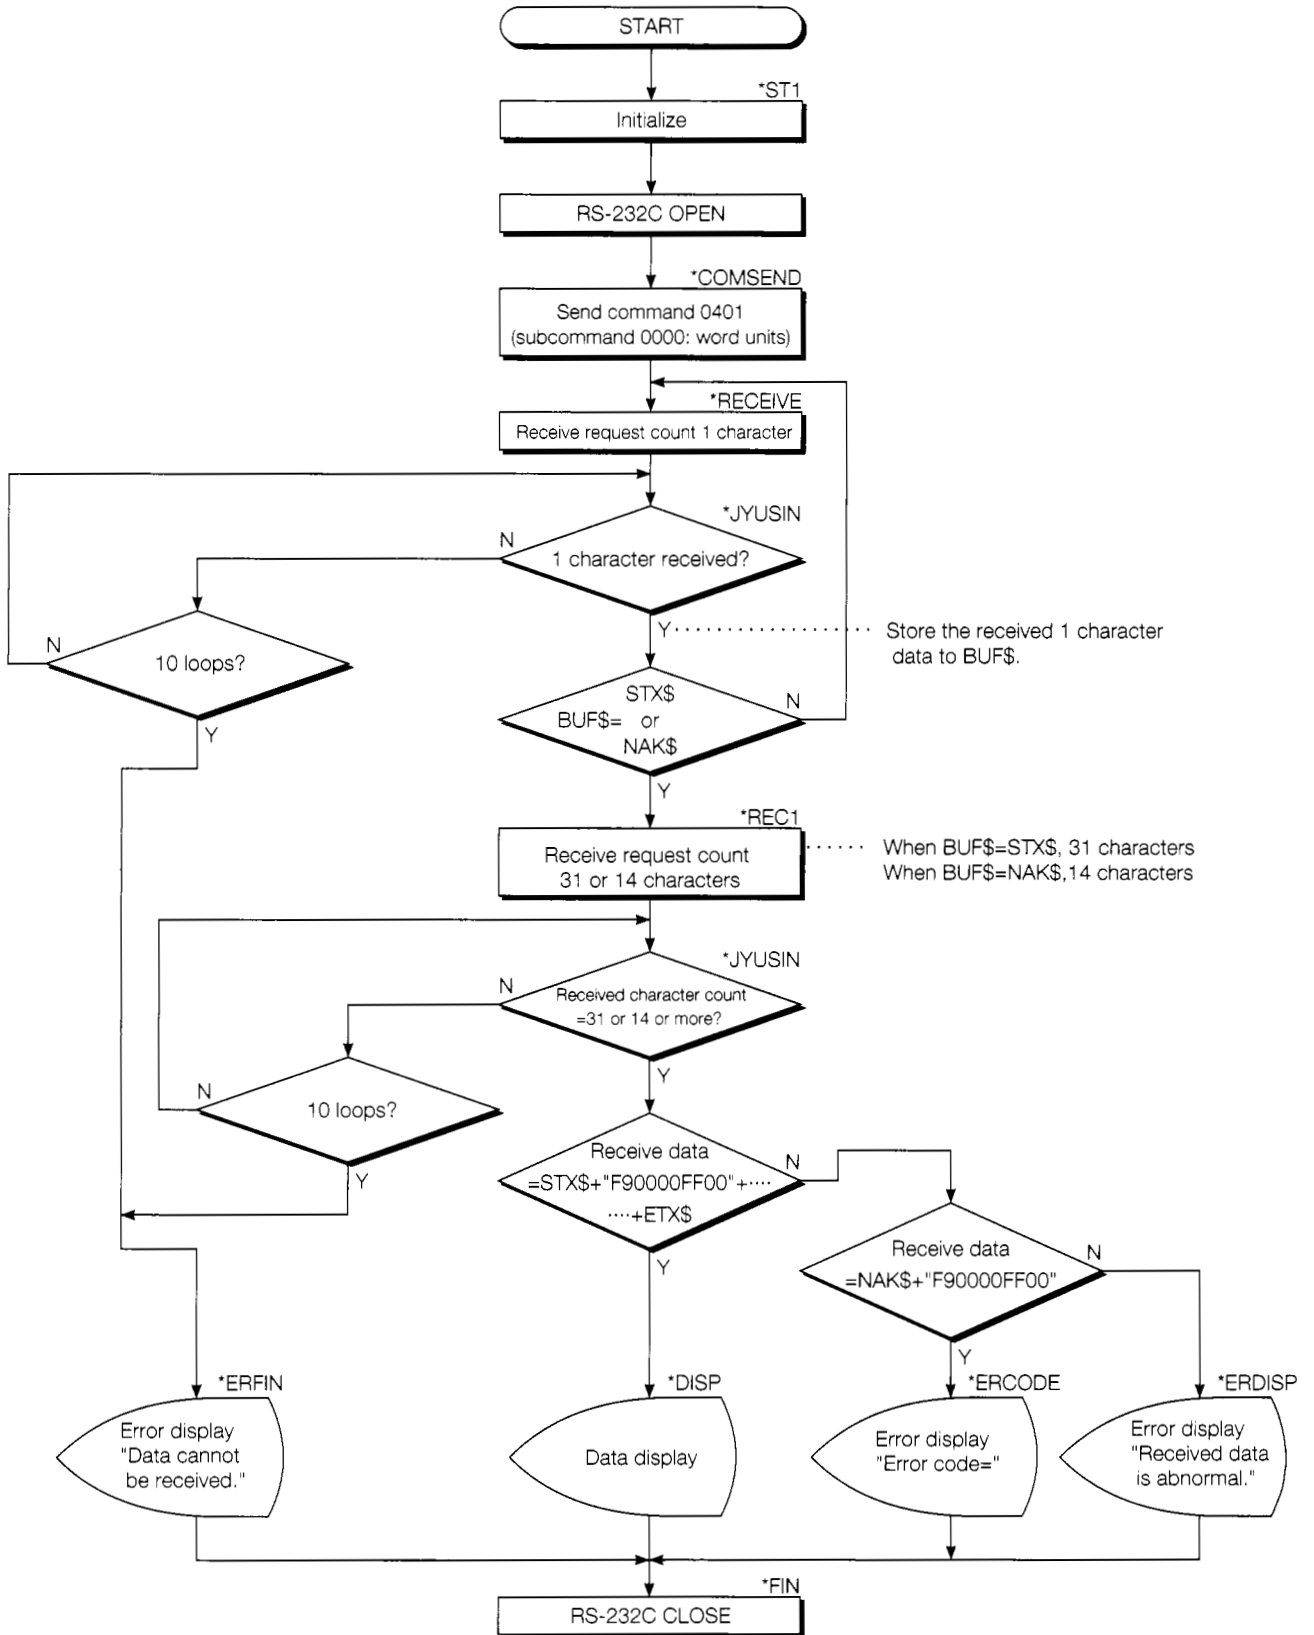 START
*ST1
Initialize
RS-232C OPEN
*COMSEND
Send command 0401
(subcommand 0000: word units)
*RECEIVE
Receive request count 1 character
*JYUSIN
N
1 character received?
Y
Store the received 1 character
data to BUF$.
N
10 loops?
Y
STX$
BUF$= or
NAK$
N
Y
*REC1
Receive request count
31 or 14 characters
When BUF$=STX$, 31 characters
When BUF$=NAK$,14 characters
*JYUSIN
N
Received character count
=31 or 14 or more?
Y
N
10 loops?
Y
Receive data
=STX$+"F90000FF00"+····
····+ETX$
N
Y
Receive data
=NAK$+"F90000FF00"
N
Y
*ERFIN
Error display
"Data cannot
be received."
*DISP
Data display
*ERCODE
Error display
"Error code="
*ERDISP
Error display
"Received data
is abnormal."
*FIN
RS-232C CLOSE